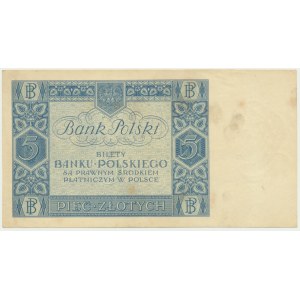 BP
BP
Bank Polski
BILETY
BANKU·POLSKIEGO
SĄ PRAWNYM ŚRODKIEM
PŁATNICZYM W POLSCE
5
5
BP
PIĘĆ·ZŁOTYCH
BP